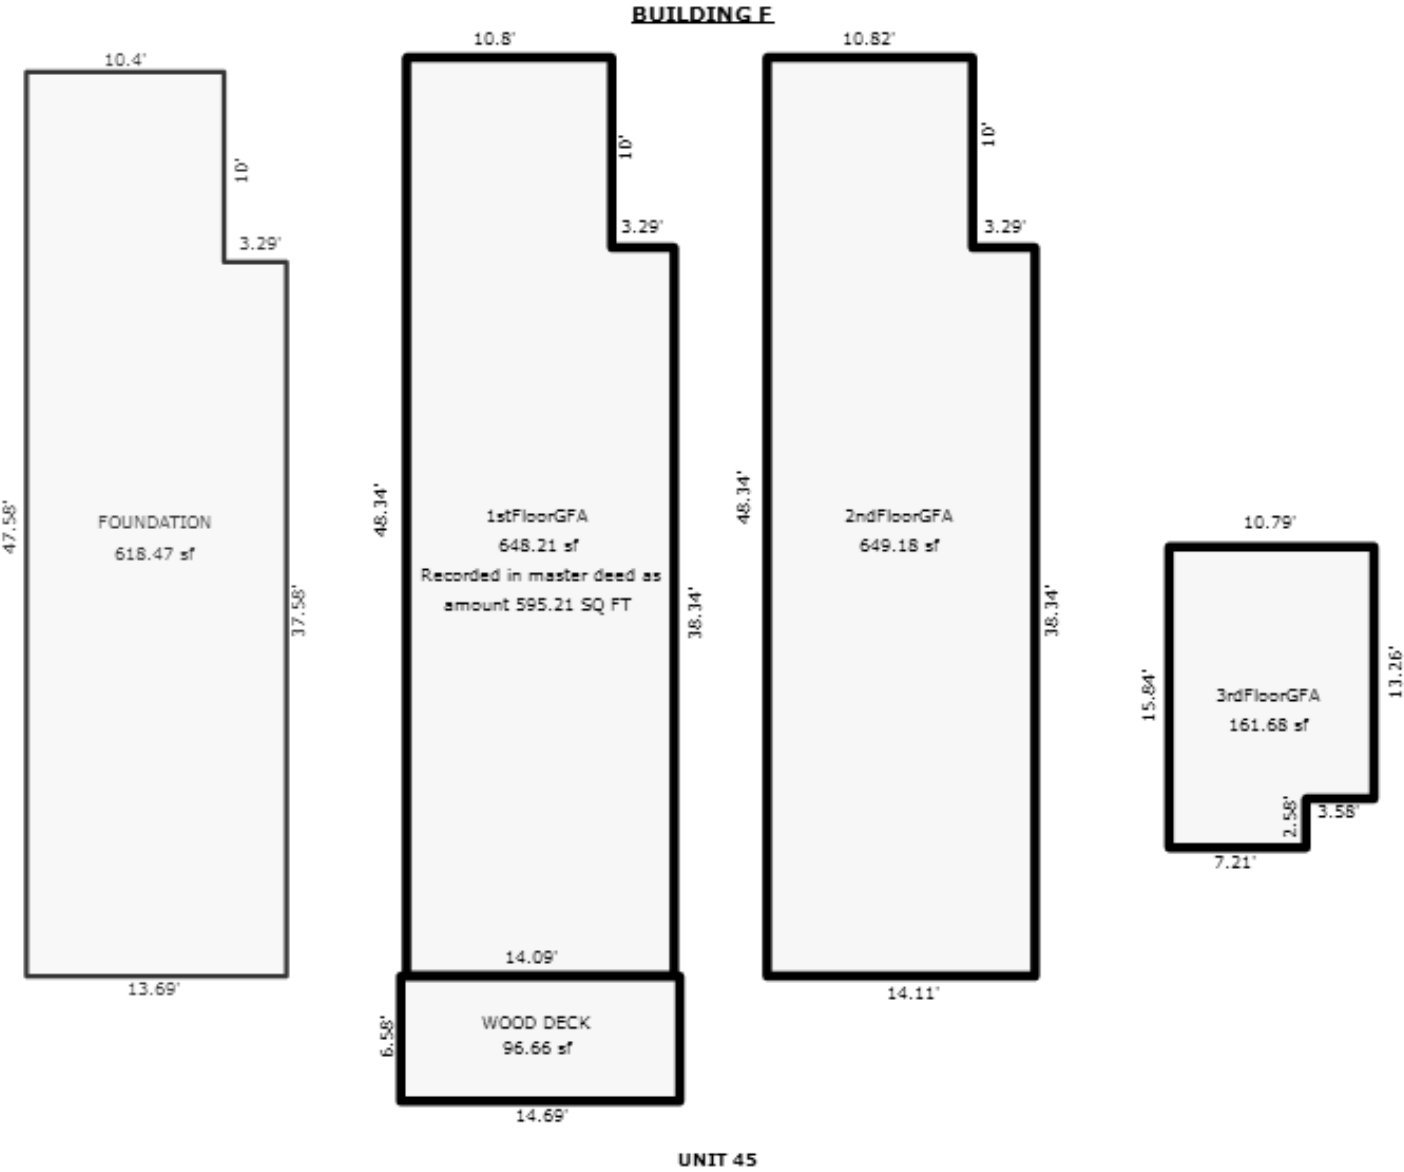 BUILDING F
10.4'
10'
3.29'
47.58'
FOUNDATION
618.47 sf
37.58'
13.69'
10.8'
10'
3.29'
48.34'
1stFloorGFA
648.21 sf
Recorded in master deed as
amount 595.21 SQ FT
38.34'
14.09'
6.58'
WOOD DECK
96.66 sf
14.69'
10.82'
10'
3.29'
48.34'
2ndFloorGFA
649.18 sf
38.34'
14.11'
10.79'
15.84'
3rdFloorGFA
161.68 sf
13.26'
2.58'
3.58'
7.21'
UNIT 45